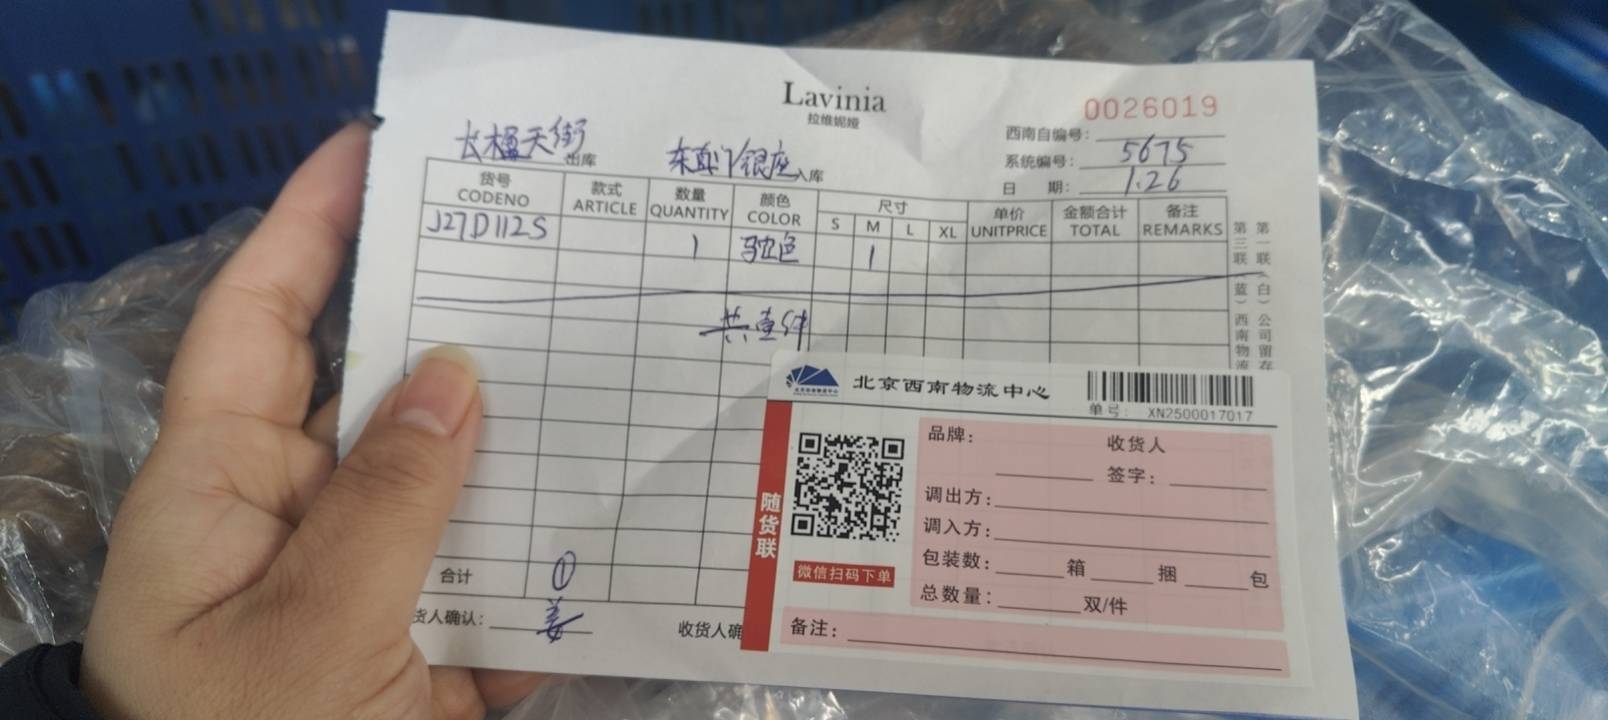 Lavinia
拉维妮娅
0026019
西南自编号：
系统编号：5675
日 期：1.26
长楹天街 出库 东直门银座 入库
货号 款式 数量 颜色 尺寸 单价 金额合计 备注
CODENO ARTICLE QUANTITY COLOR S M L XL UNITPRICE TOTAL REMARKS
J27D112S 1 驼色 1
共壹件
第一联（白）公司留存
第三联（蓝）西南物流
北京西南物流中心
单号： XN2500017017
随货联
微信扫码下单
品牌： 收货人
签字：
调出方：
调入方：
包装数： 箱 捆 包
总数量： 双/件
备注：
合计 ①
货人确认：姜
收货人确